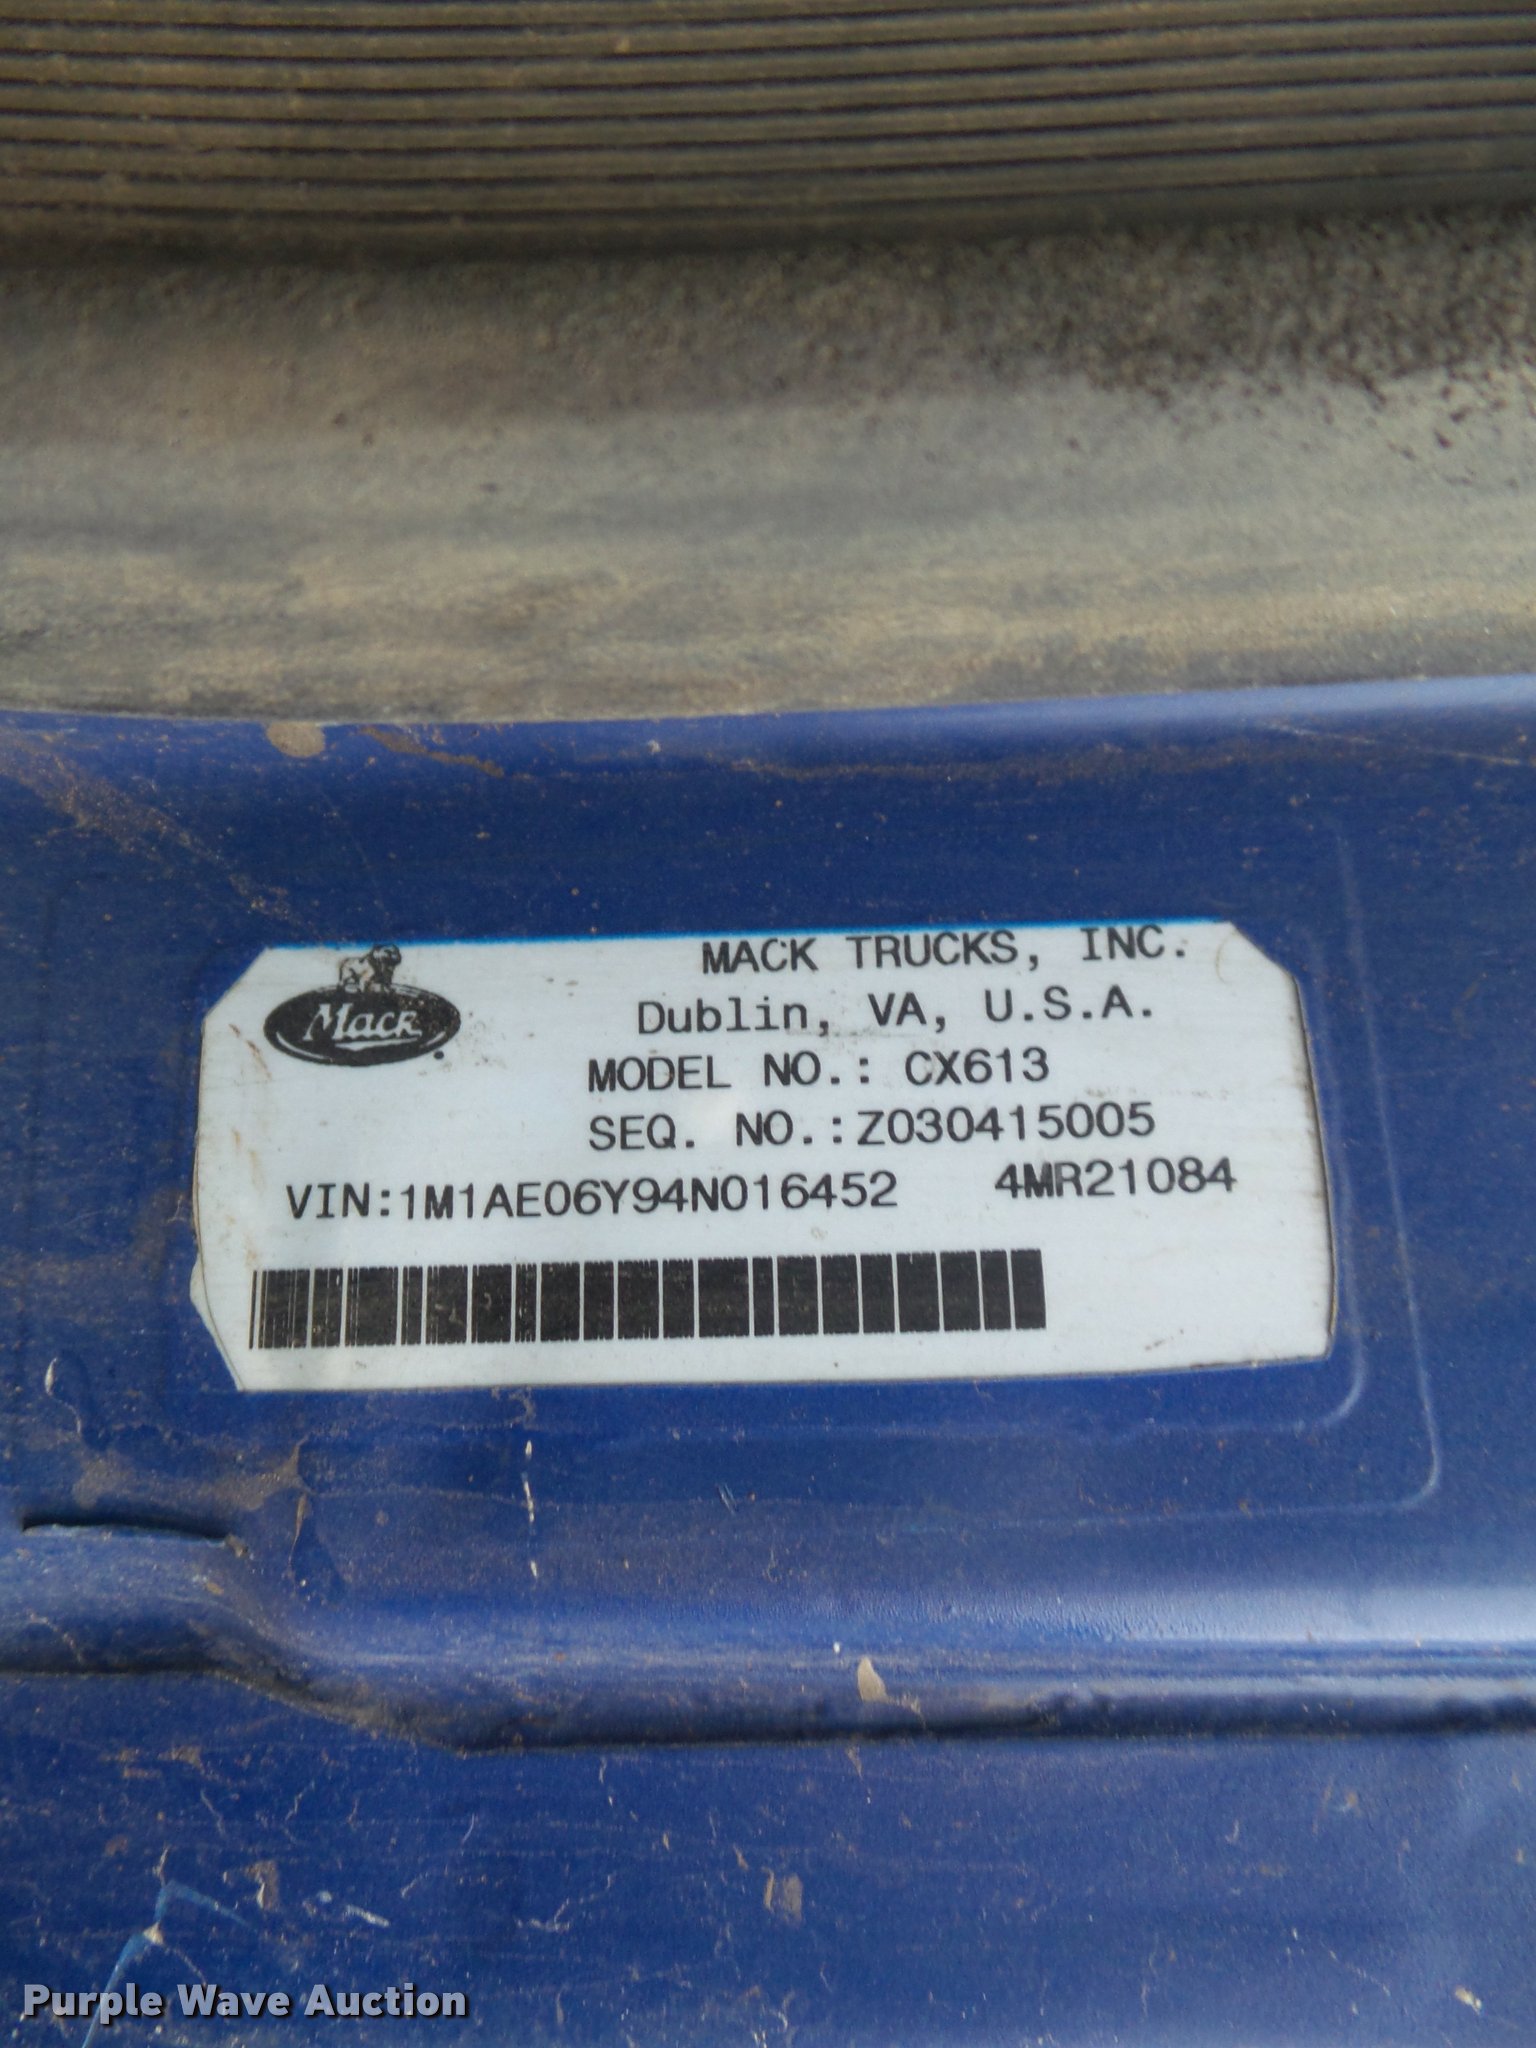 Mack
MACK TRUCKS, INC.
Dublin, VA, U.S.A.
MODEL NO.: CX613
SEQ. NO.:Z030415005
VIN:1M1AE06Y94N016452 4MR21084
Purple Wave Auction